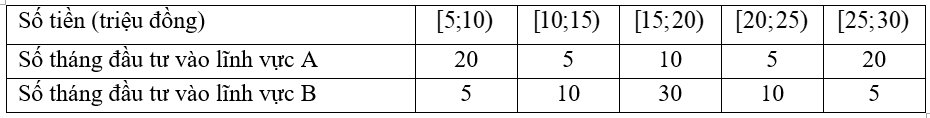 Số tiền (triệu đồng) [5;10) [10;15) [15;20) [20;25) [25;30)
Số tháng đầu tư vào lĩnh vực A 20 5 10 5 20
Số tháng đầu tư vào lĩnh vực B 5 10 30 10 5